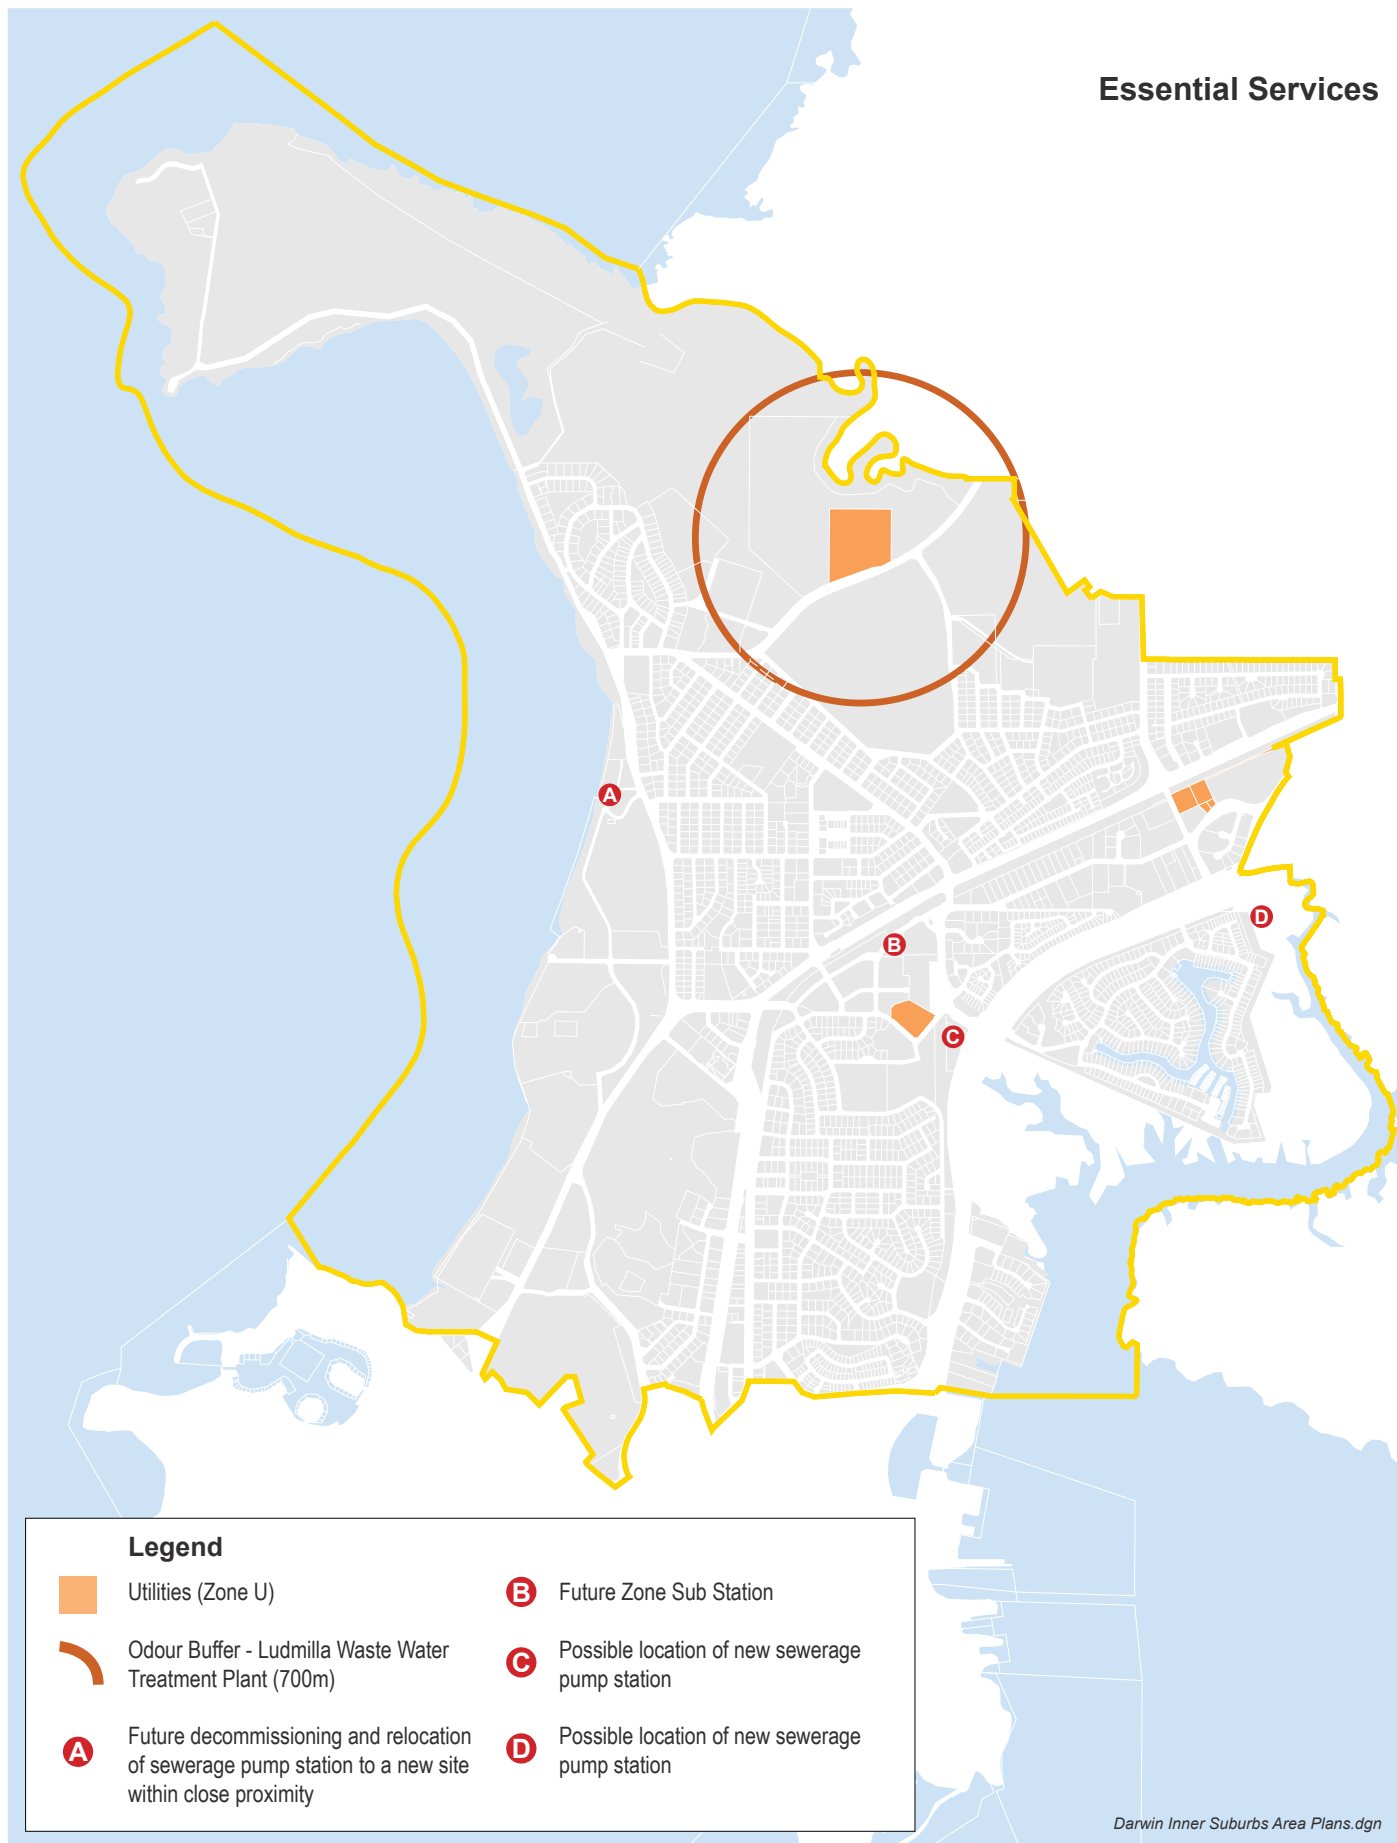 Essential Services
A
B
C
D
Legend
Utilities (Zone U)
Odour Buffer - Ludmilla Waste Water
Treatment Plant (700m)
A
Future decommissioning and relocation
of sewerage pump station to a new site
within close proximity
B
Future Zone Sub Station
C
Possible location of new sewerage
pump station
D
Possible location of new sewerage
pump station
Darwin Inner Suburbs Area Plans.dgn